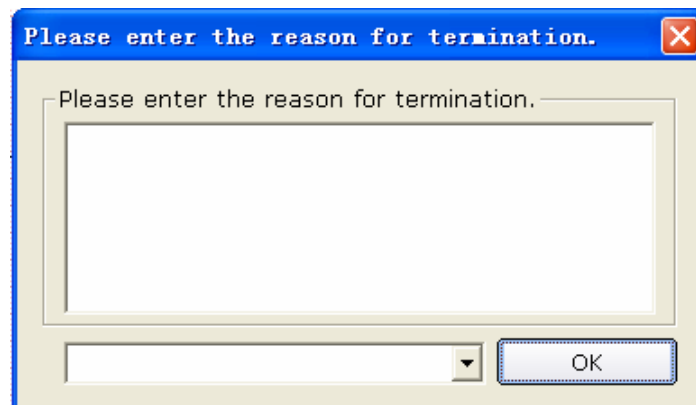 Please enter the reason for termination.
Please enter the reason for termination.
OK